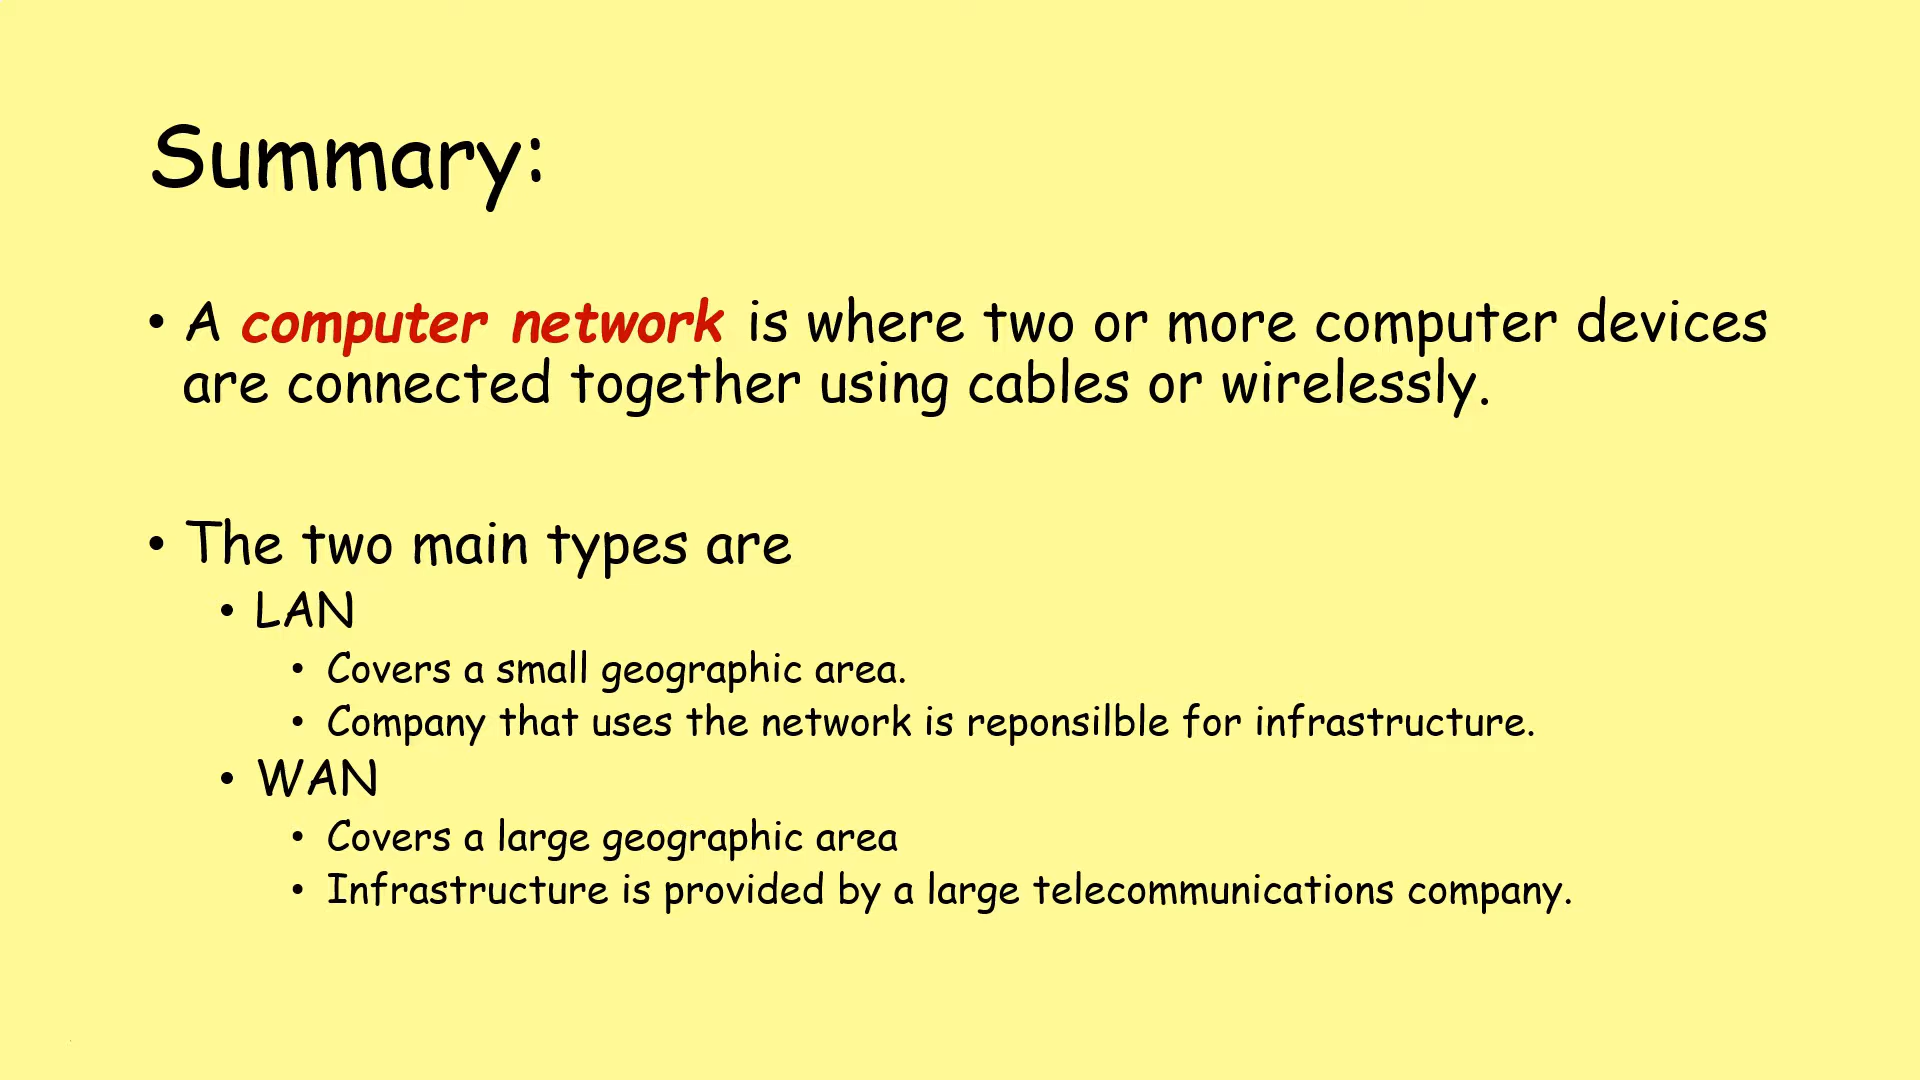 Summary:
• A computer network is where two or more computer devices
are connected together using cables or wirelessly.
• The two main types are
• LAN
• Covers a small geographic area.
• Company that uses the network is reponsilble for infrastructure.
• WAN
• Covers a large geographic area
• Infrastructure is provided by a large telecommunications company.